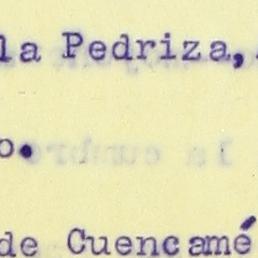 la Pedriza,
o.
de Cuencamé